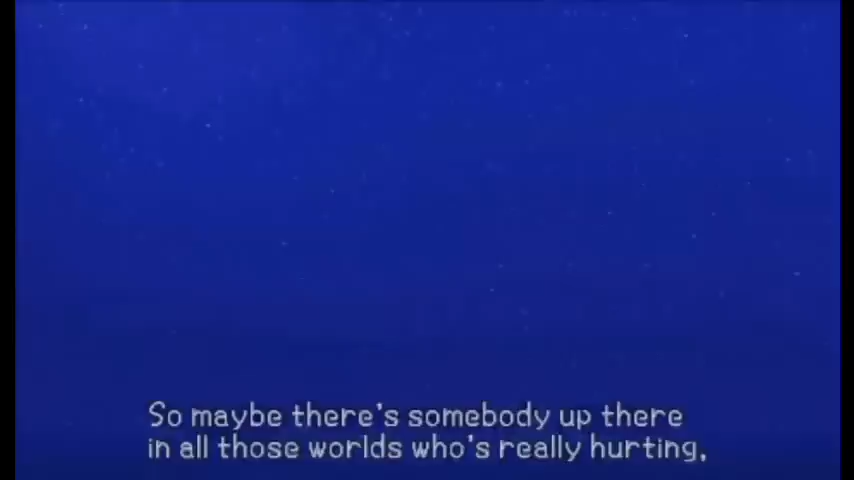 So maybe there's somebody up there
in all those worlds who's really hurting,